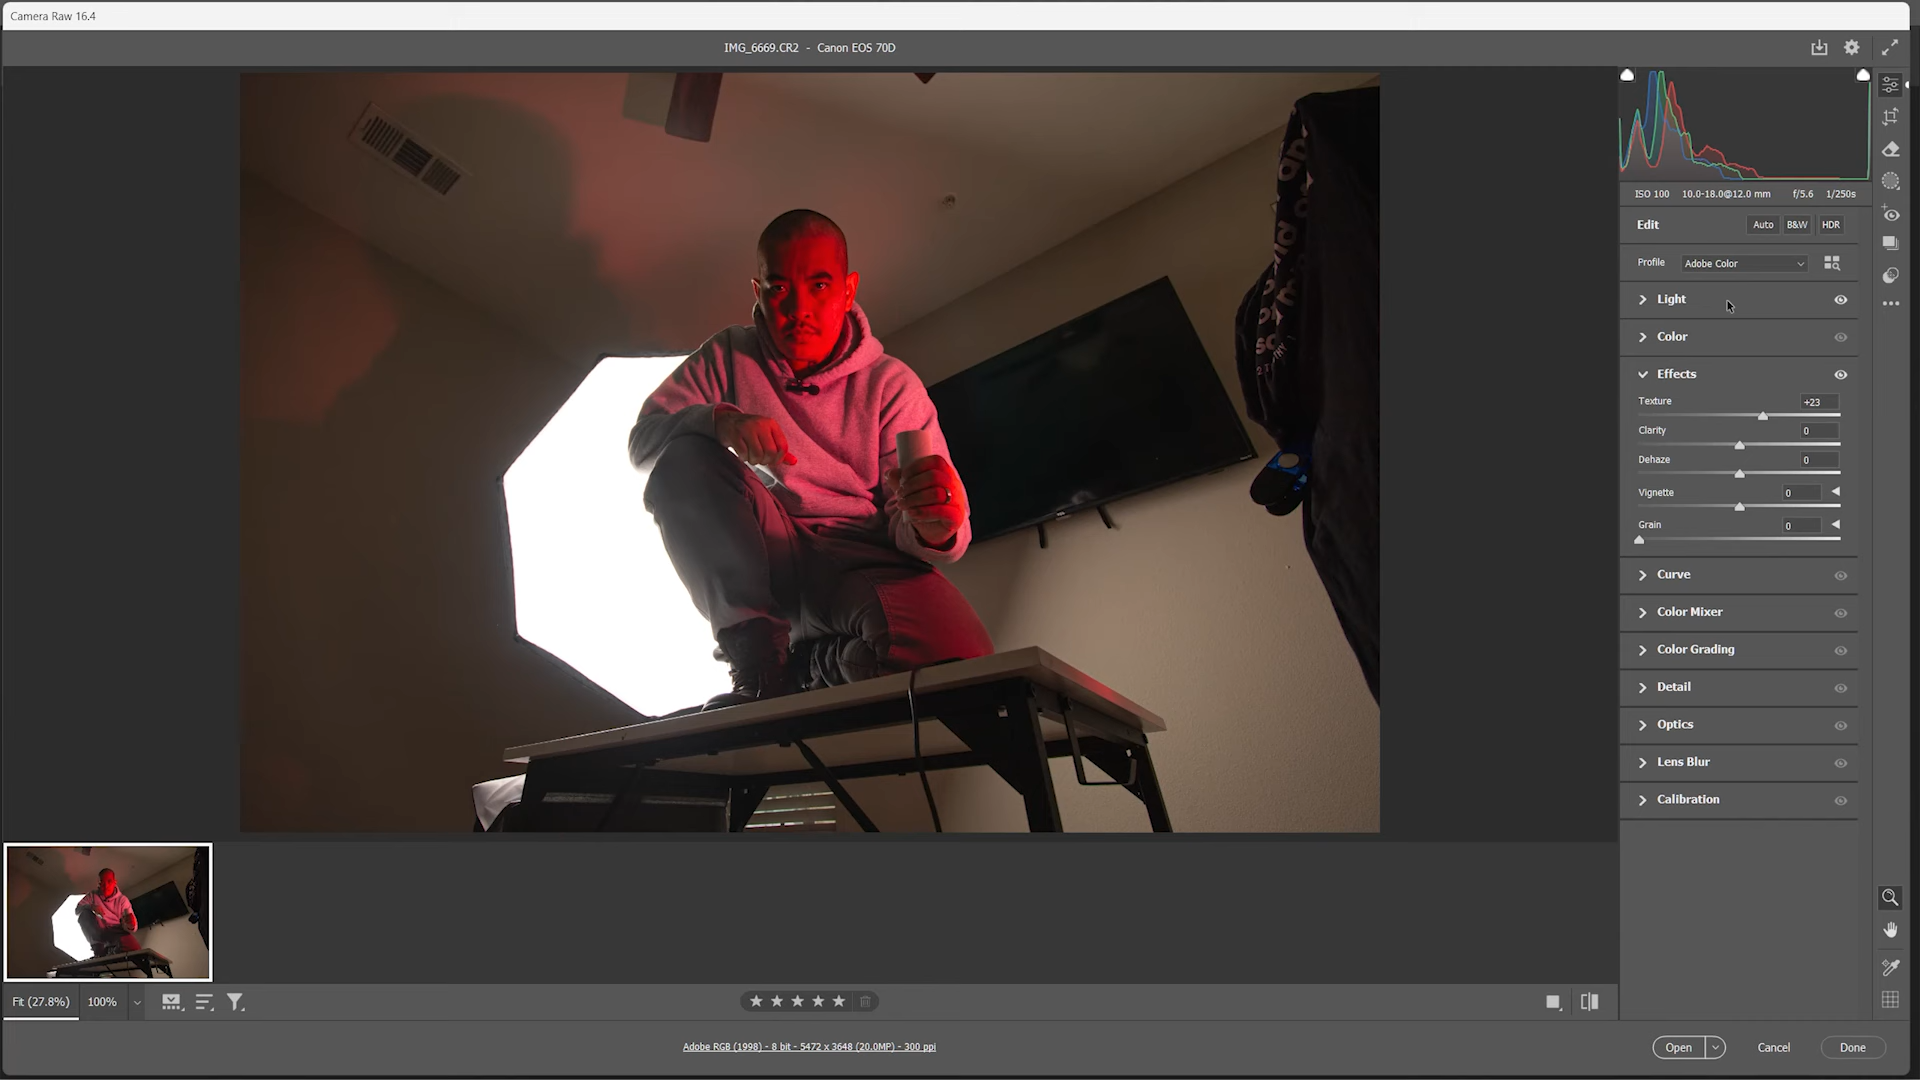 Camera Raw 16.4
IMG_6669.CR2 - Canon EOS 70D
ISO 100 10.0-18.0@12.0 mm f/5.6 1/250s
Edit Auto B&W HDR
Profile Adobe Color
Light
Color
Effects
Texture +23
Clarity 0
Dehaze 0
Vignette 0
Grain 0
Curve
Color Mixer
Color Grading
Detail
Optics
Lens Blur
Calibration
Fit (27.8%) 100%
Adobe RGB (1998) - 8 bit - 5472 x 3648 (20.0MP) - 300 ppi
Open Cancel Done